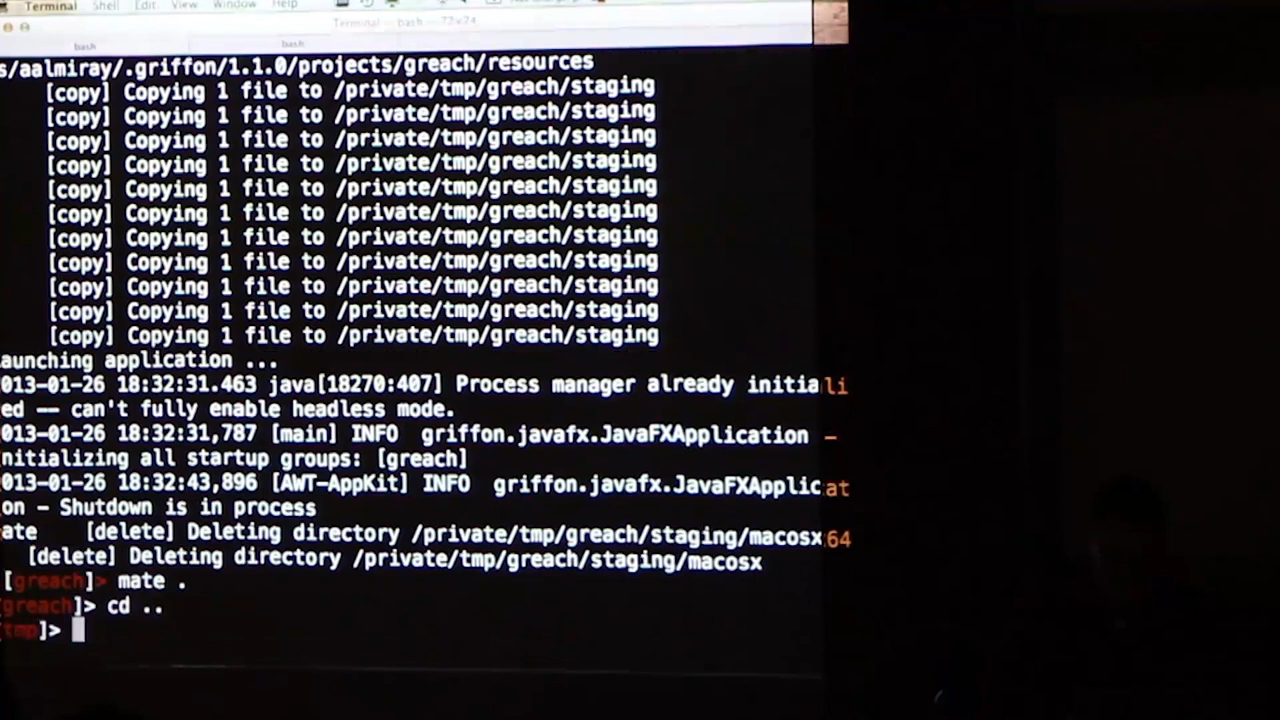 Terminal Shell Edit View Window Help
Terminal — bash — 72×24
bash bash
s/aalmiray/.griffon/1.1.0/projects/greach/resources
[copy] Copying 1 file to /private/tmp/greach/staging
[copy] Copying 1 file to /private/tmp/greach/staging
[copy] Copying 1 file to /private/tmp/greach/staging
[copy] Copying 1 file to /private/tmp/greach/staging
[copy] Copying 1 file to /private/tmp/greach/staging
[copy] Copying 1 file to /private/tmp/greach/staging
[copy] Copying 1 file to /private/tmp/greach/staging
[copy] Copying 1 file to /private/tmp/greach/staging
[copy] Copying 1 file to /private/tmp/greach/staging
[copy] Copying 1 file to /private/tmp/greach/staging
[copy] Copying 1 file to /private/tmp/greach/staging
aunching application ...
013-01-26 18:32:31.463 java[18270:407] Process manager already initiali
ed -- can't fully enable headless mode.
013-01-26 18:32:31,787 [main] INFO griffon.javafx.JavaFXApplication -
nitializing all startup groups: [greach]
013-01-26 18:32:43,896 [AWT-AppKit] INFO griffon.javafx.JavaFXApplicat
on - Shutdown is in process
ate [delete] Deleting directory /private/tmp/greach/staging/macosx64
[delete] Deleting directory /private/tmp/greach/staging/macosx
[greach]> mate .
[greach]> cd ..
[tmp]>